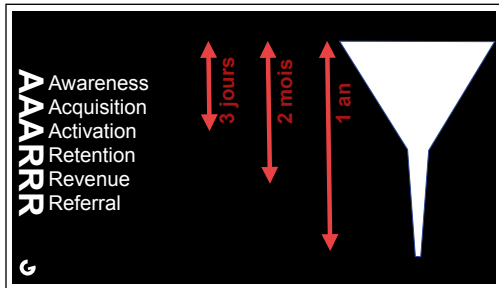 AAARRR
Awareness
Acquisition
Activation
Retention
Revenue
Referral
3 jours
2 mois
1 an